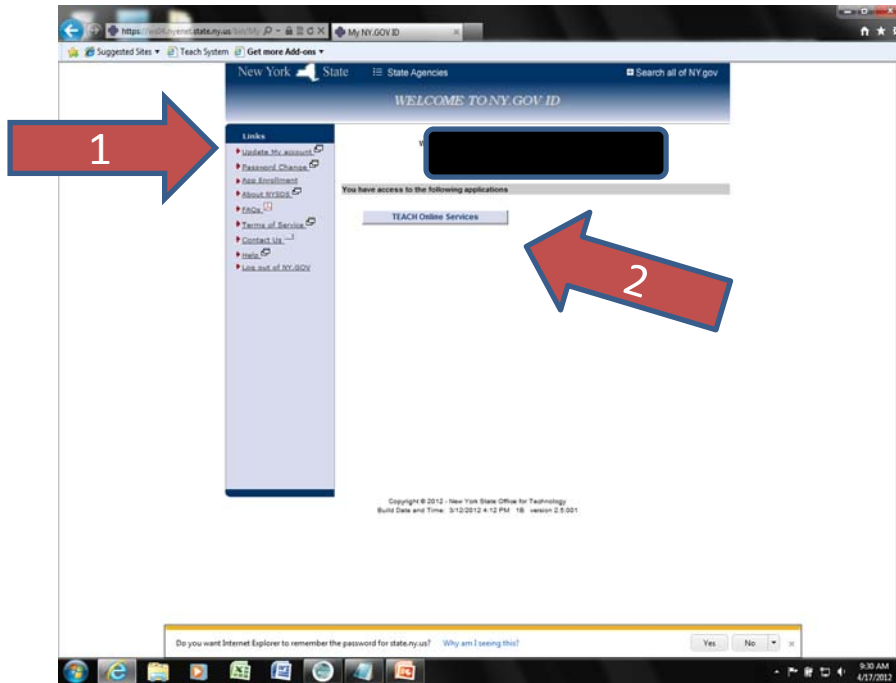 My NY.GOV ID
Suggested Sites
Teach System
Get more Add-ons
New York State
State Agencies
Search all of NY.gov
WELCOME TO NY.GOV ID
1
Links
Update My account
Password Change
App Enrollment
About NYSDS
FAQs
Terms of Service
Contact Us
Help
Log out of NY.GOV
You have access to the following applications
TEACH Online Services
2
Copyright © 2012 - New York State Office for Technology
Build Date and Time: 3/12/2012 4:12 PM 1B version 2.5.001
Do you want Internet Explorer to remember the password for state.ny.us? Why am I seeing this?
Yes
No
9:30 AM
4/17/2012